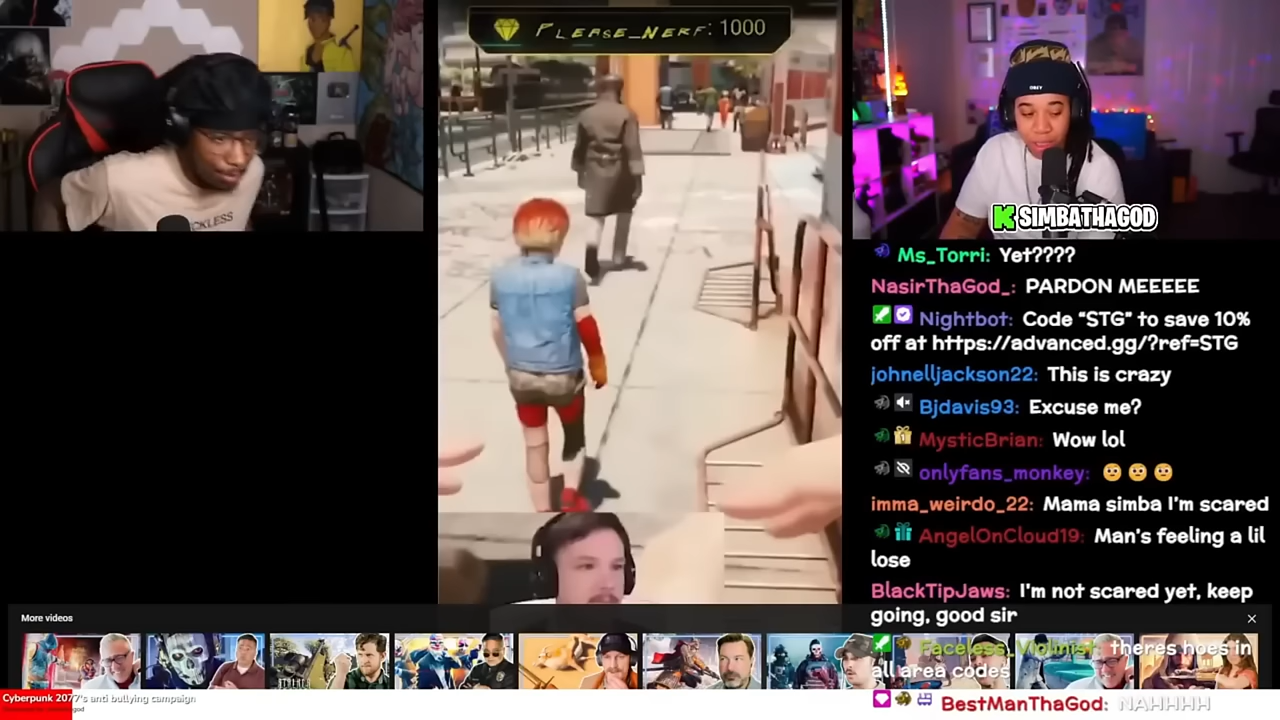 PLEASE_NERF: 1000
CKLESS
OBEY
K SIMBATHAGOD
Ms_Torri: Yet????
NasirThaGod_: PARDON MEEEEE
Nightbot: Code “STG” to save 10%
off at https://advanced.gg/?ref=STG
johnelljackson22: This is crazy
Bjdavis93: Excuse me?
MysticBrian: Wow lol
onlyfans_monkey: 😳😳😳
imma_weirdo_22: Mama simba I'm scared
AngelOnCloud19: Man's feeling a lil
lose
BlackTipJaws: I'm not scared yet, keep
going, good sir
More videos
Faceless_Violinist: theres hoes in
all area codes
Cyberpunk 2077's anti bullying campaign
BestManThaGod: NAHHHH